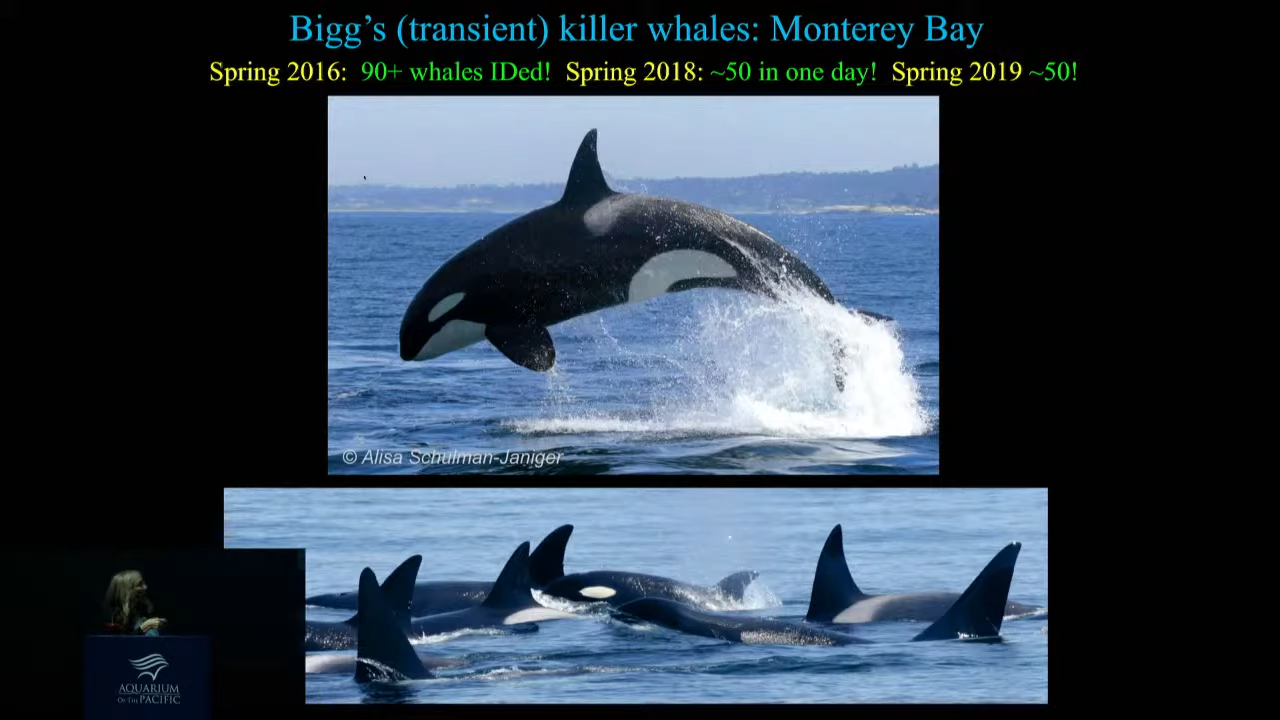 Bigg's (transient) killer whales: Monterey Bay
Spring 2016: 90+ whales IDed! Spring 2018: ~50 in one day! Spring 2019 ~50!
© Alisa Schulman-Janiger
AQUARIUM
OF THE PACIFIC